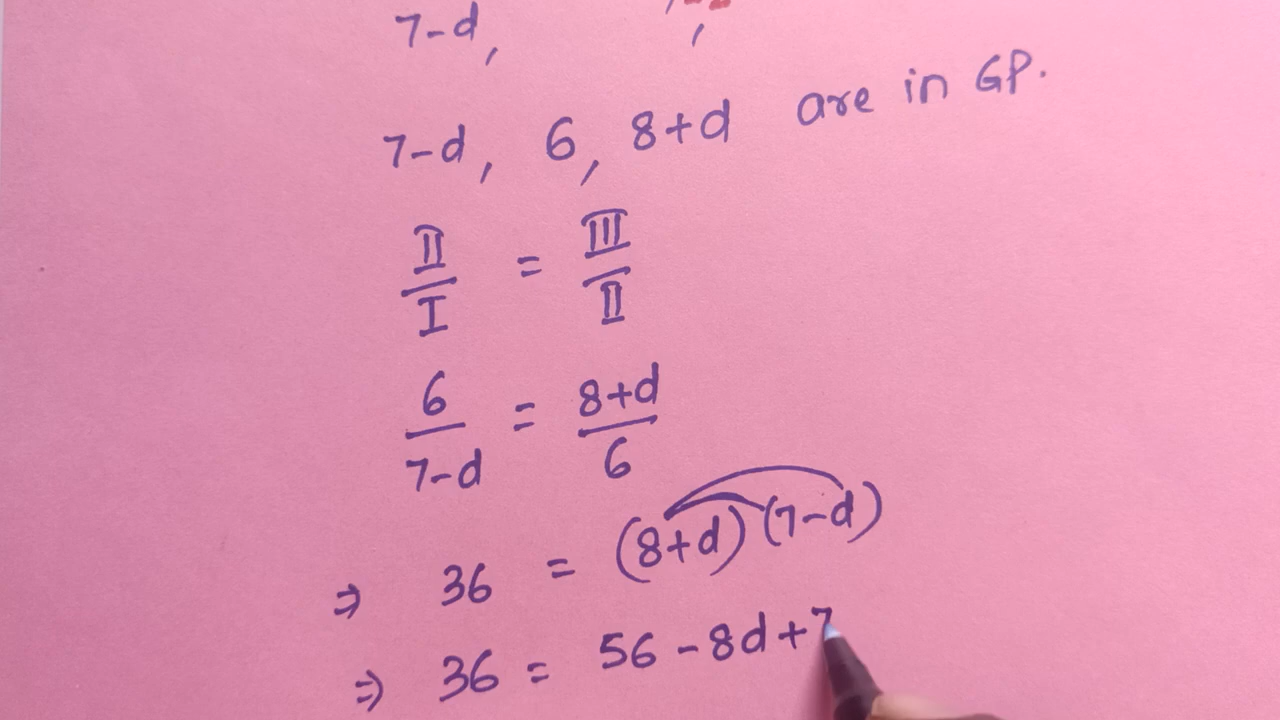 7-d, ,
7-d, 6, 8+d are in GP.
II/I = III/II
6/7-d = 8+d/6
⇒ 36 = (8+d)(7-d)
⇒ 36 = 56-8d+7